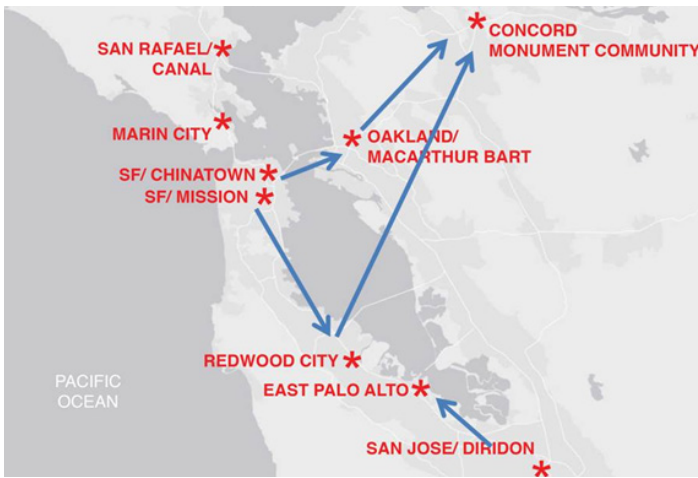 SAN RAFAEL/
CANAL
CONCORD
MONUMENT COMMUNITY
MARIN CITY
OAKLAND/
MACARTHUR BART
SF/ CHINATOWN
SF/ MISSION
REDWOOD CITY
EAST PALO ALTO
PACIFIC
OCEAN
SAN JOSE/ DIRIDON